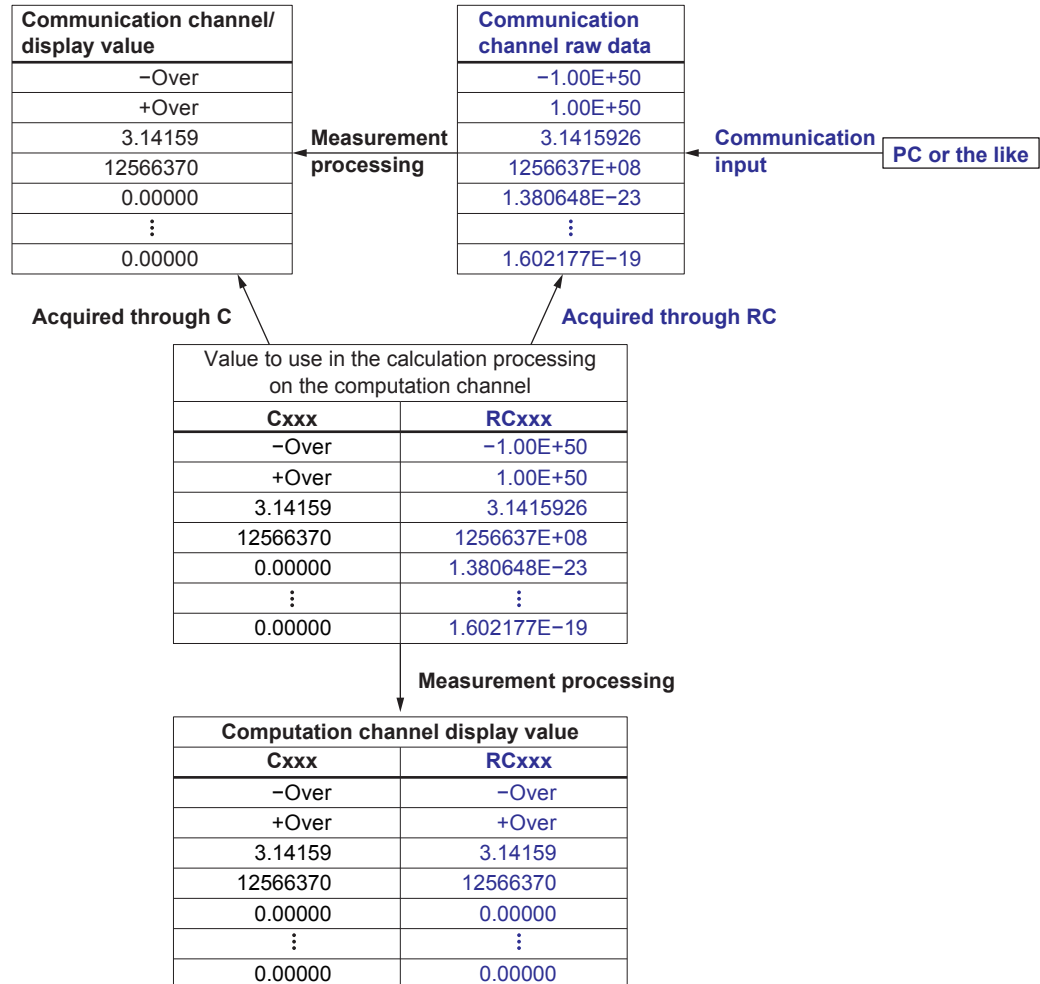 Communication channel/
display value
−Over
+Over
3.14159
12566370
0.00000
⋮
0.00000
Measurement
processing
Communication
channel raw data
−1.00E+50
1.00E+50
3.1415926
1256637E+08
1.380648E−23
⋮
1.602177E−19
Communication
input
PC or the like
Acquired through C
Acquired through RC
Value to use in the calculation processing
on the computation channel
Cxxx RCxxx
−Over −1.00E+50
+Over 1.00E+50
3.14159 3.1415926
12566370 1256637E+08
0.00000 1.380648E−23
⋮ ⋮
0.00000 1.602177E−19
Measurement processing
Computation channel display value
Cxxx RCxxx
−Over −Over
+Over +Over
3.14159 3.14159
12566370 12566370
0.00000 0.00000
⋮ ⋮
0.00000 0.00000